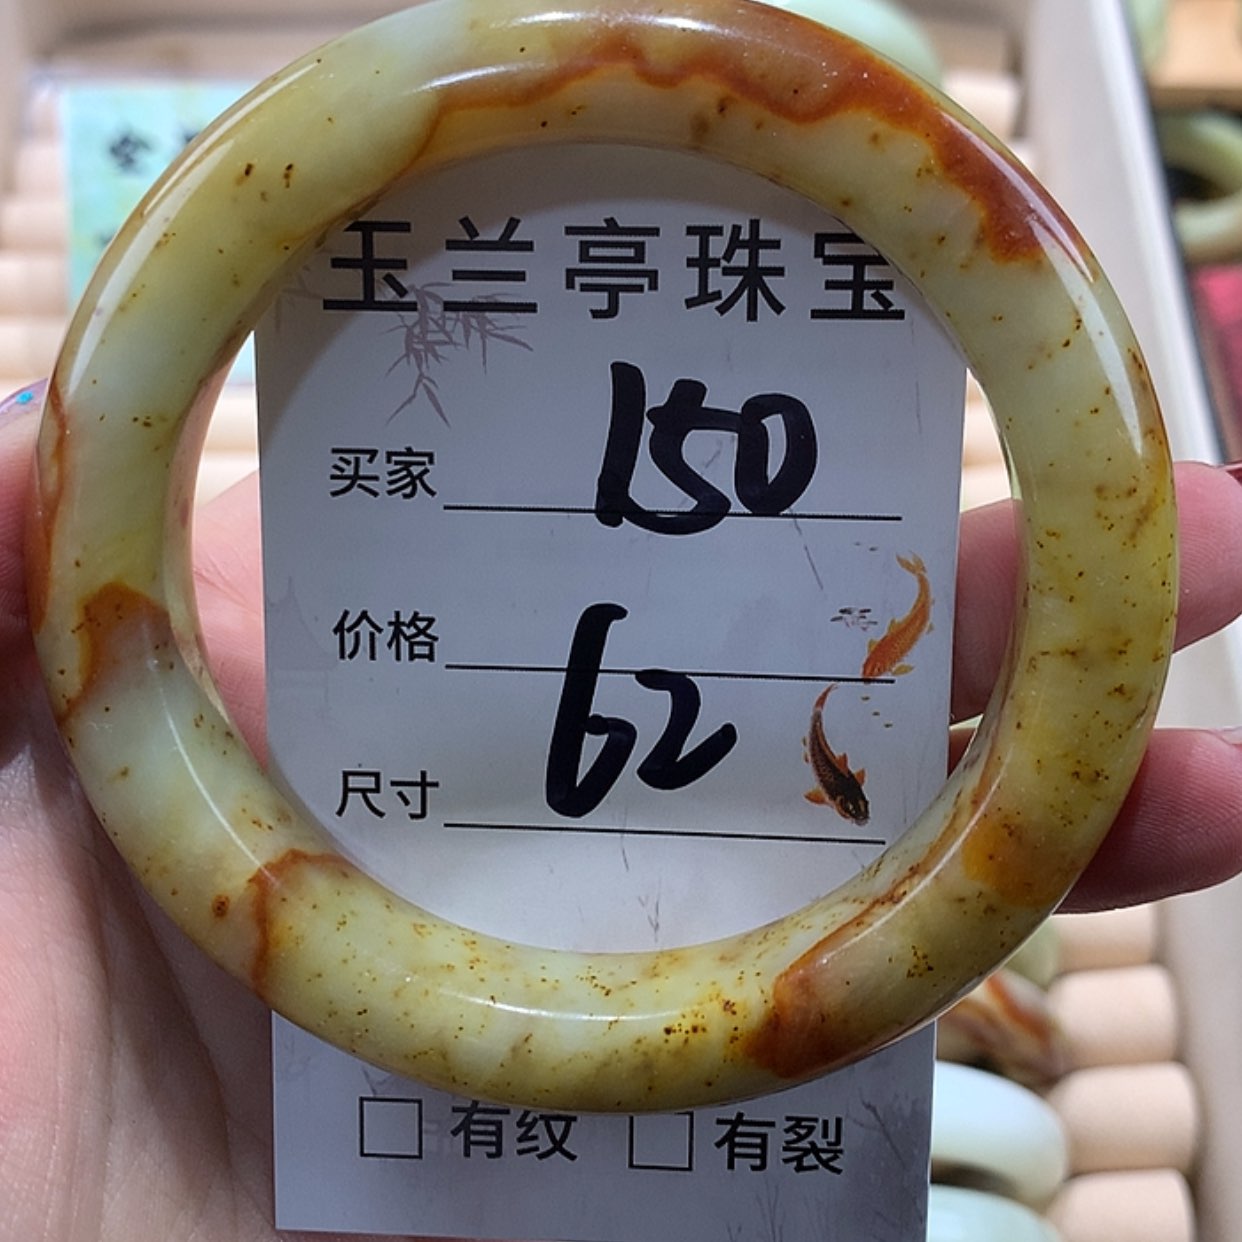 玉兰亭珠宝
买家 150
价格 62
尺寸
有纹 有裂